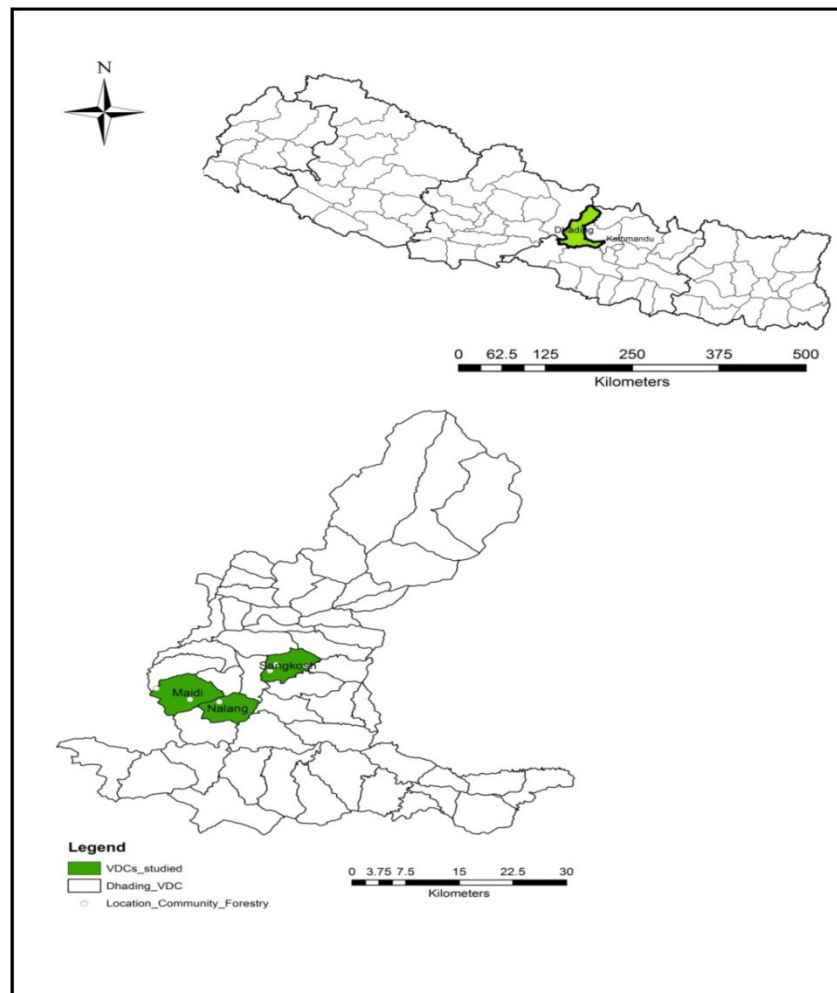 N
Dhading
Kathmandu
0 62.5 125 250 375 500
Kilometers
Sangkosh
Maidi
Nalang
Legend
VDCs_studied
Dhading_VDC
Location_Community_Forestry
0 3.75 7.5 15 22.5 30
Kilometers